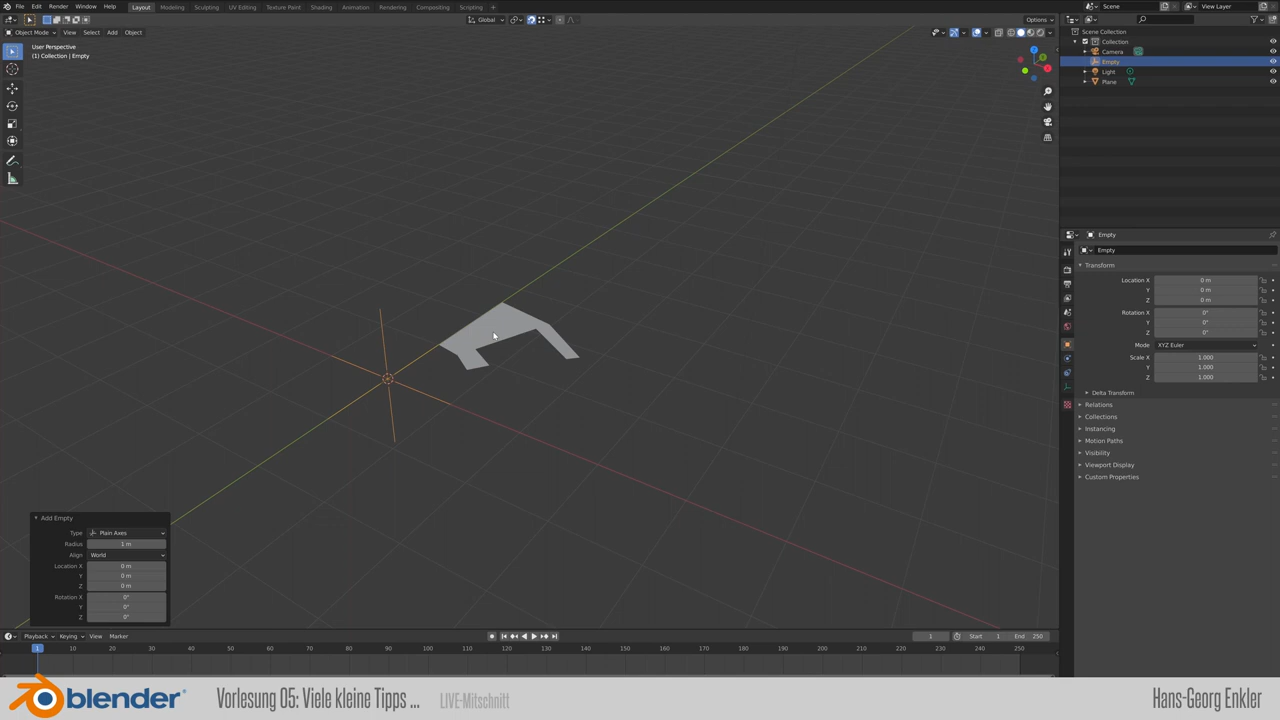 File Edit Render Window Help Layout Modeling Sculpting UV Editing Texture Paint Shading Animation Rendering Compositing Scripting + Scene View Layer
Global Options
Object Mode View Select Add Object
User Perspective
(1) Collection | Empty
Scene Collection
Collection
Camera
Empty
Light
Plane
Empty
Empty
Transform
Location X 0 m
Y 0 m
Z 0 m
Rotation X 0°
Y 0°
Z 0°
Mode XYZ Euler
Scale X 1.000
Y 1.000
Z 1.000
Delta Transform
Relations
Collections
Instancing
Motion Paths
Visibility
Viewport Display
Custom Properties
Add Empty
Type Plain Axes
Radius 1 m
Align World
Location X 0 m
Y 0 m
Z 0 m
Rotation X 0°
Y 0°
Z 0°
Playback Keying View Marker 1 Start 1 End 250
1 10 20 30 40 50 60 70 80 90 100 110 120 130 140 150 160 170 180 190 200 210 220 230 240 250
blender Vorlesung 05: Viele kleine Tipps ... LIVE-Mitschnitt Hans-Georg Enkler